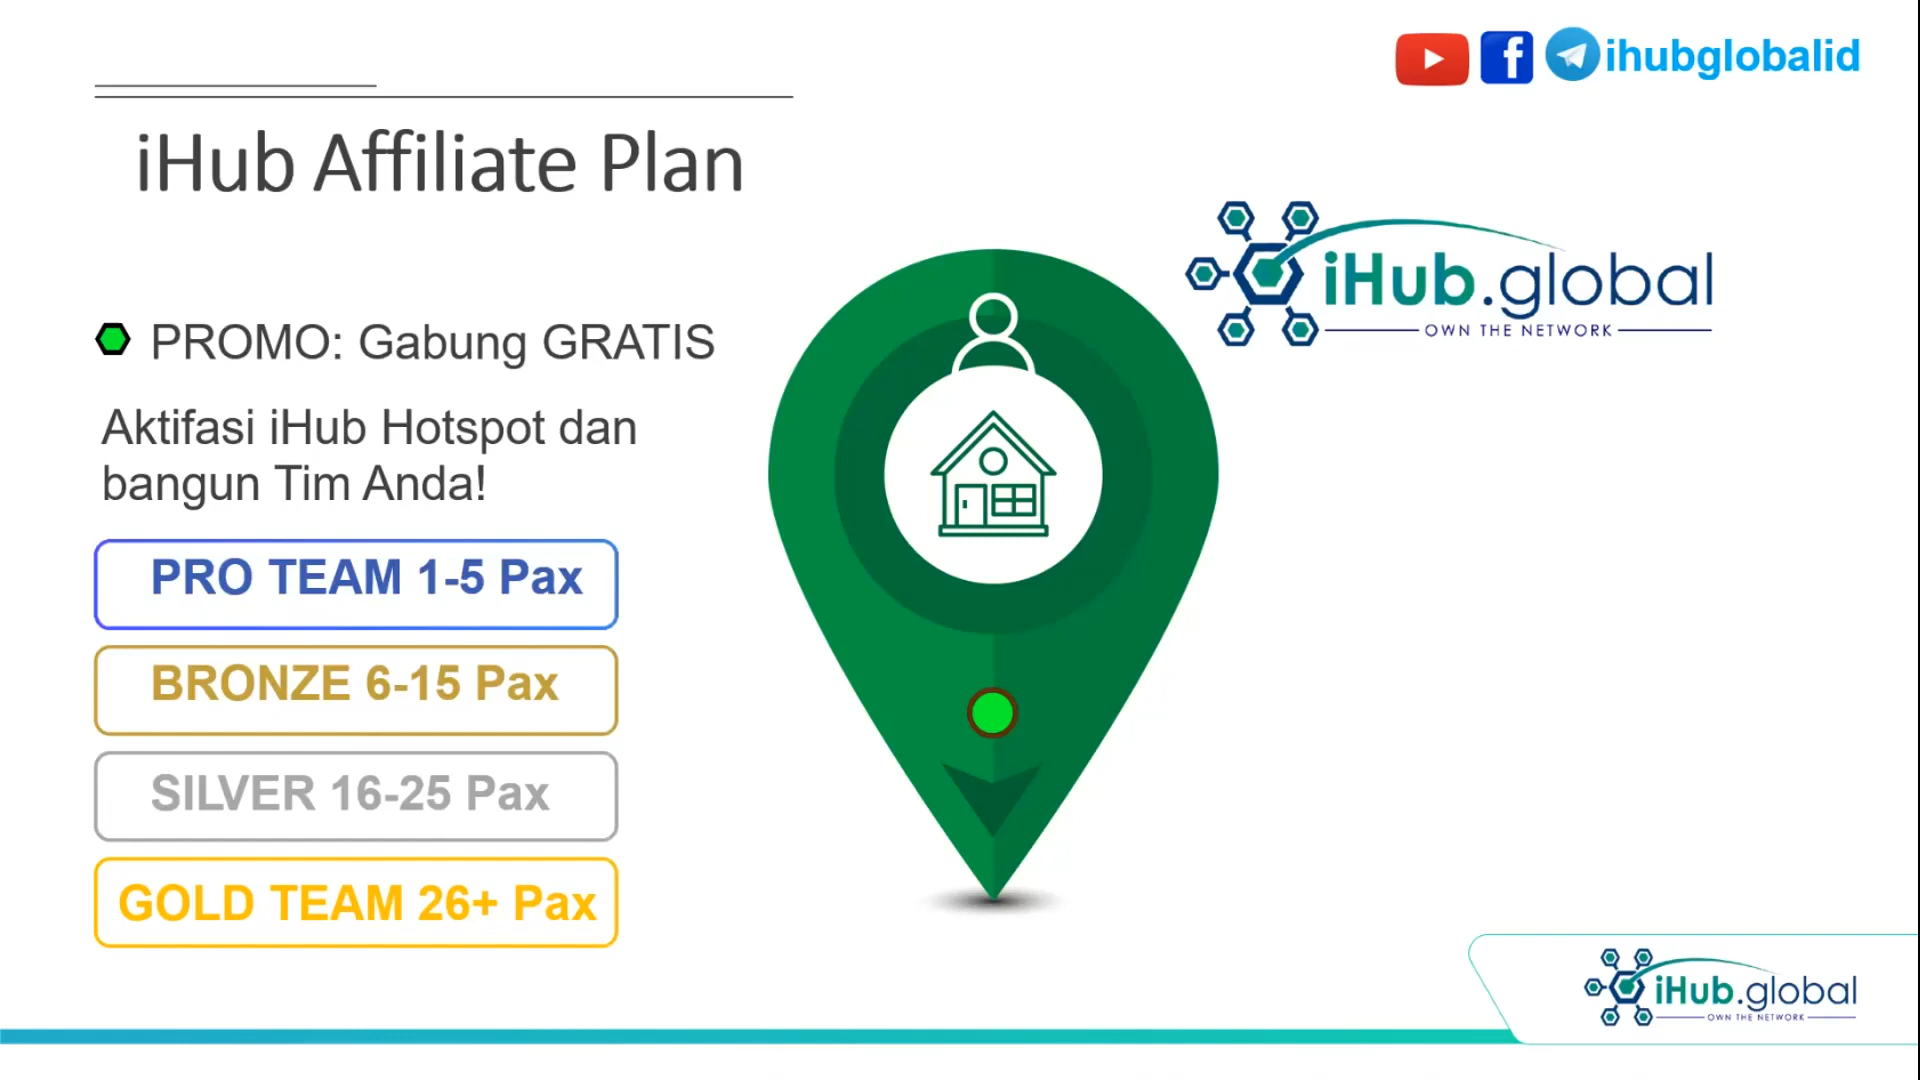 ihubglobalid
iHub Affiliate Plan
iHub.global
OWN THE NETWORK
PROMO: Gabung GRATIS
Aktifasi iHub Hotspot dan
bangun Tim Anda!
PRO TEAM 1-5 Pax
BRONZE 6-15 Pax
SILVER 16-25 Pax
GOLD TEAM 26+ Pax
iHub.global
OWN THE NETWORK